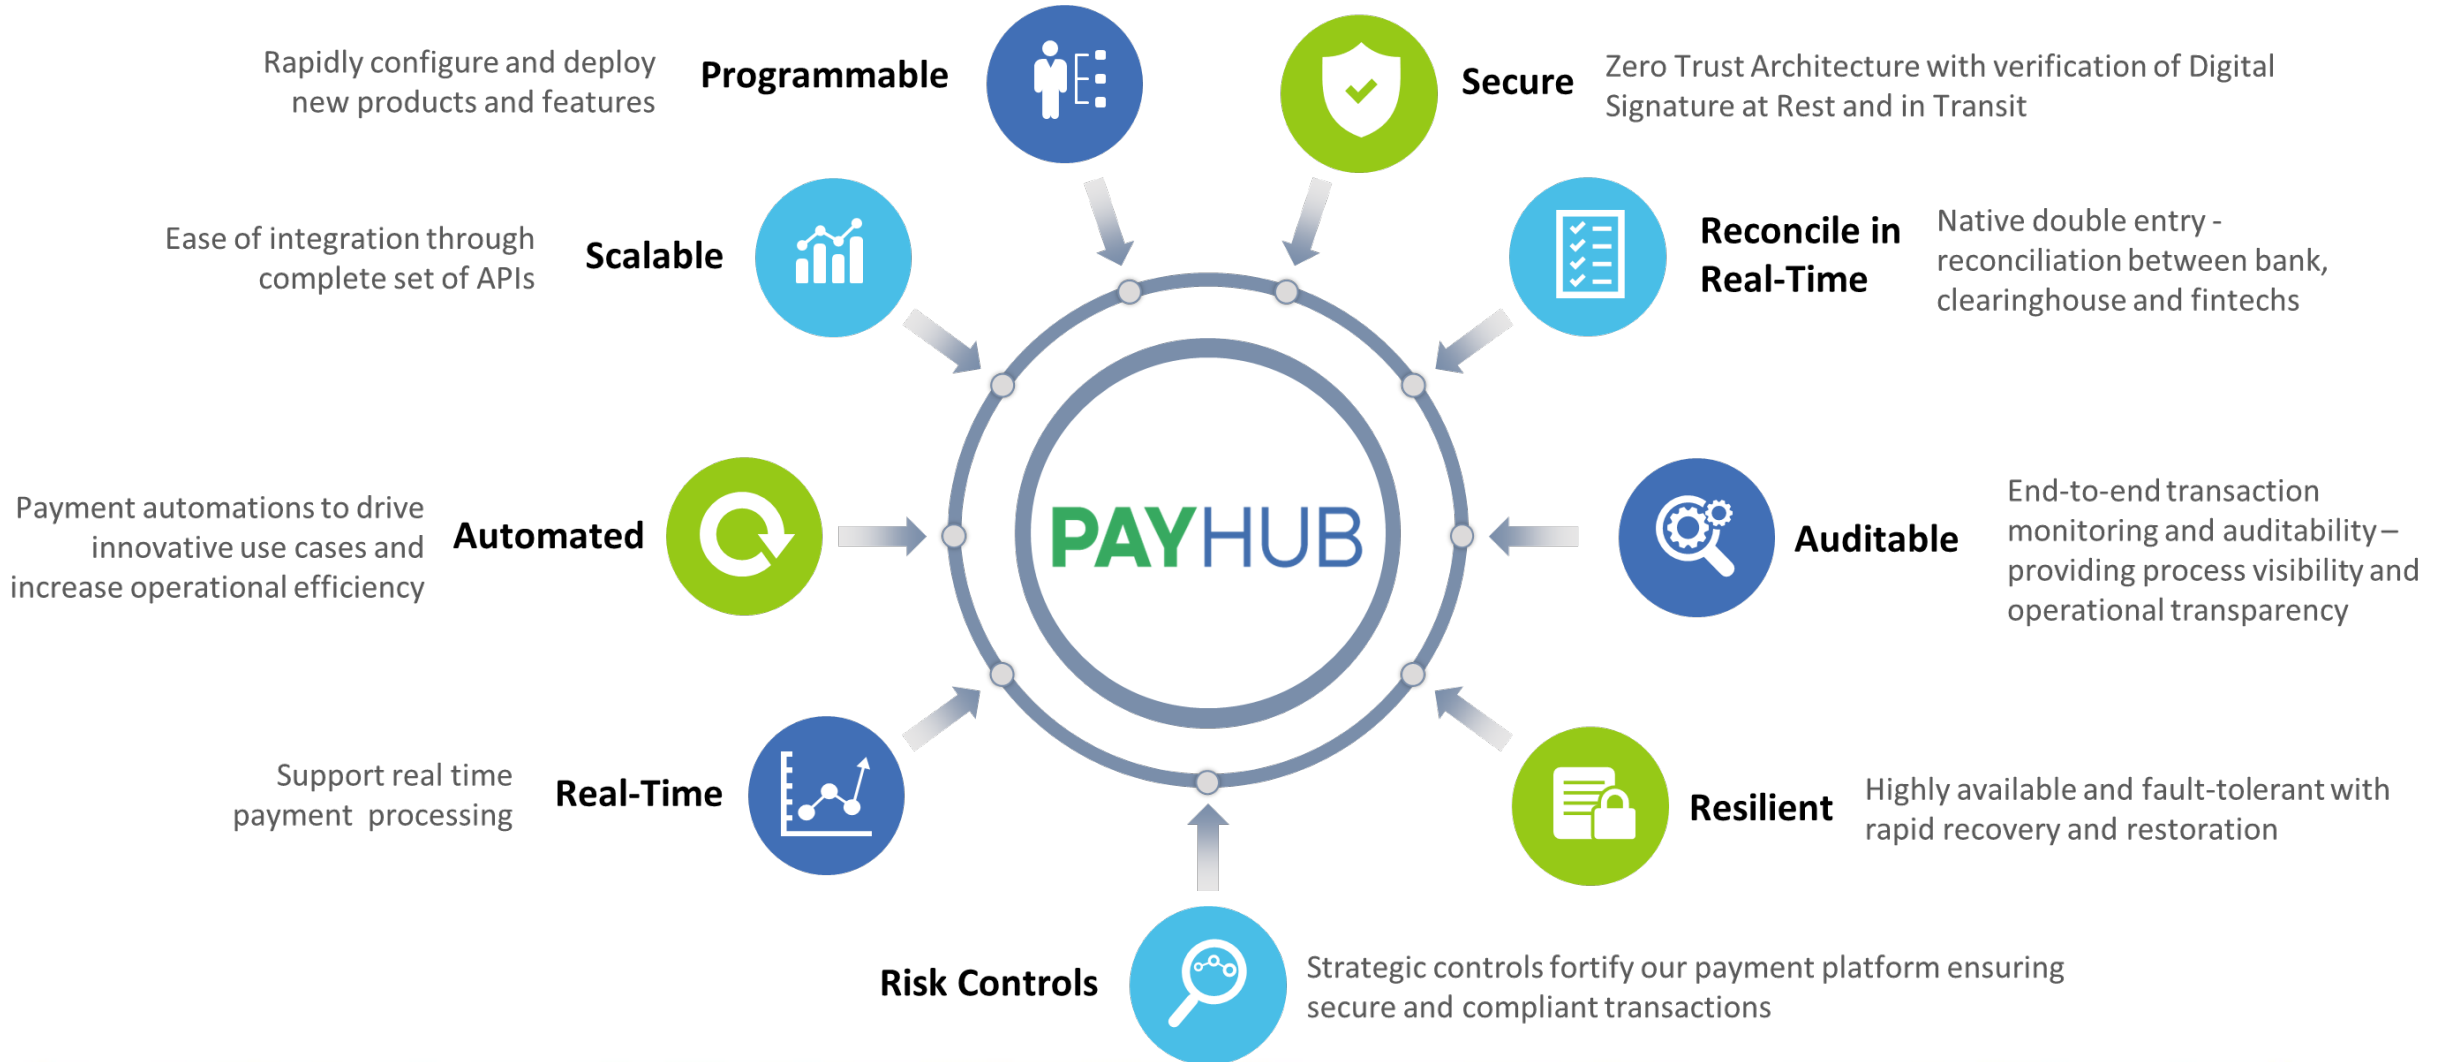 Programmable
Rapidly configure and deploy
new products and features
Secure
Zero Trust Architecture with verification of Digital
Signature at Rest and in Transit
Scalable
Ease of integration through
complete set of APIs
Reconcile in
Real-Time
Native double entry -
reconciliation between bank,
clearinghouse and fintechs
Automated
Payment automations to drive
innovative use cases and
increase operational efficiency
PAYHUB
Auditable
End-to-end transaction
monitoring and auditability –
providing process visibility and
operational transparency
Real-Time
Support real time
payment  processing
Resilient
Highly available and fault-tolerant with
rapid recovery and restoration
Risk Controls
Strategic controls fortify our payment platform ensuring
secure and compliant transactions